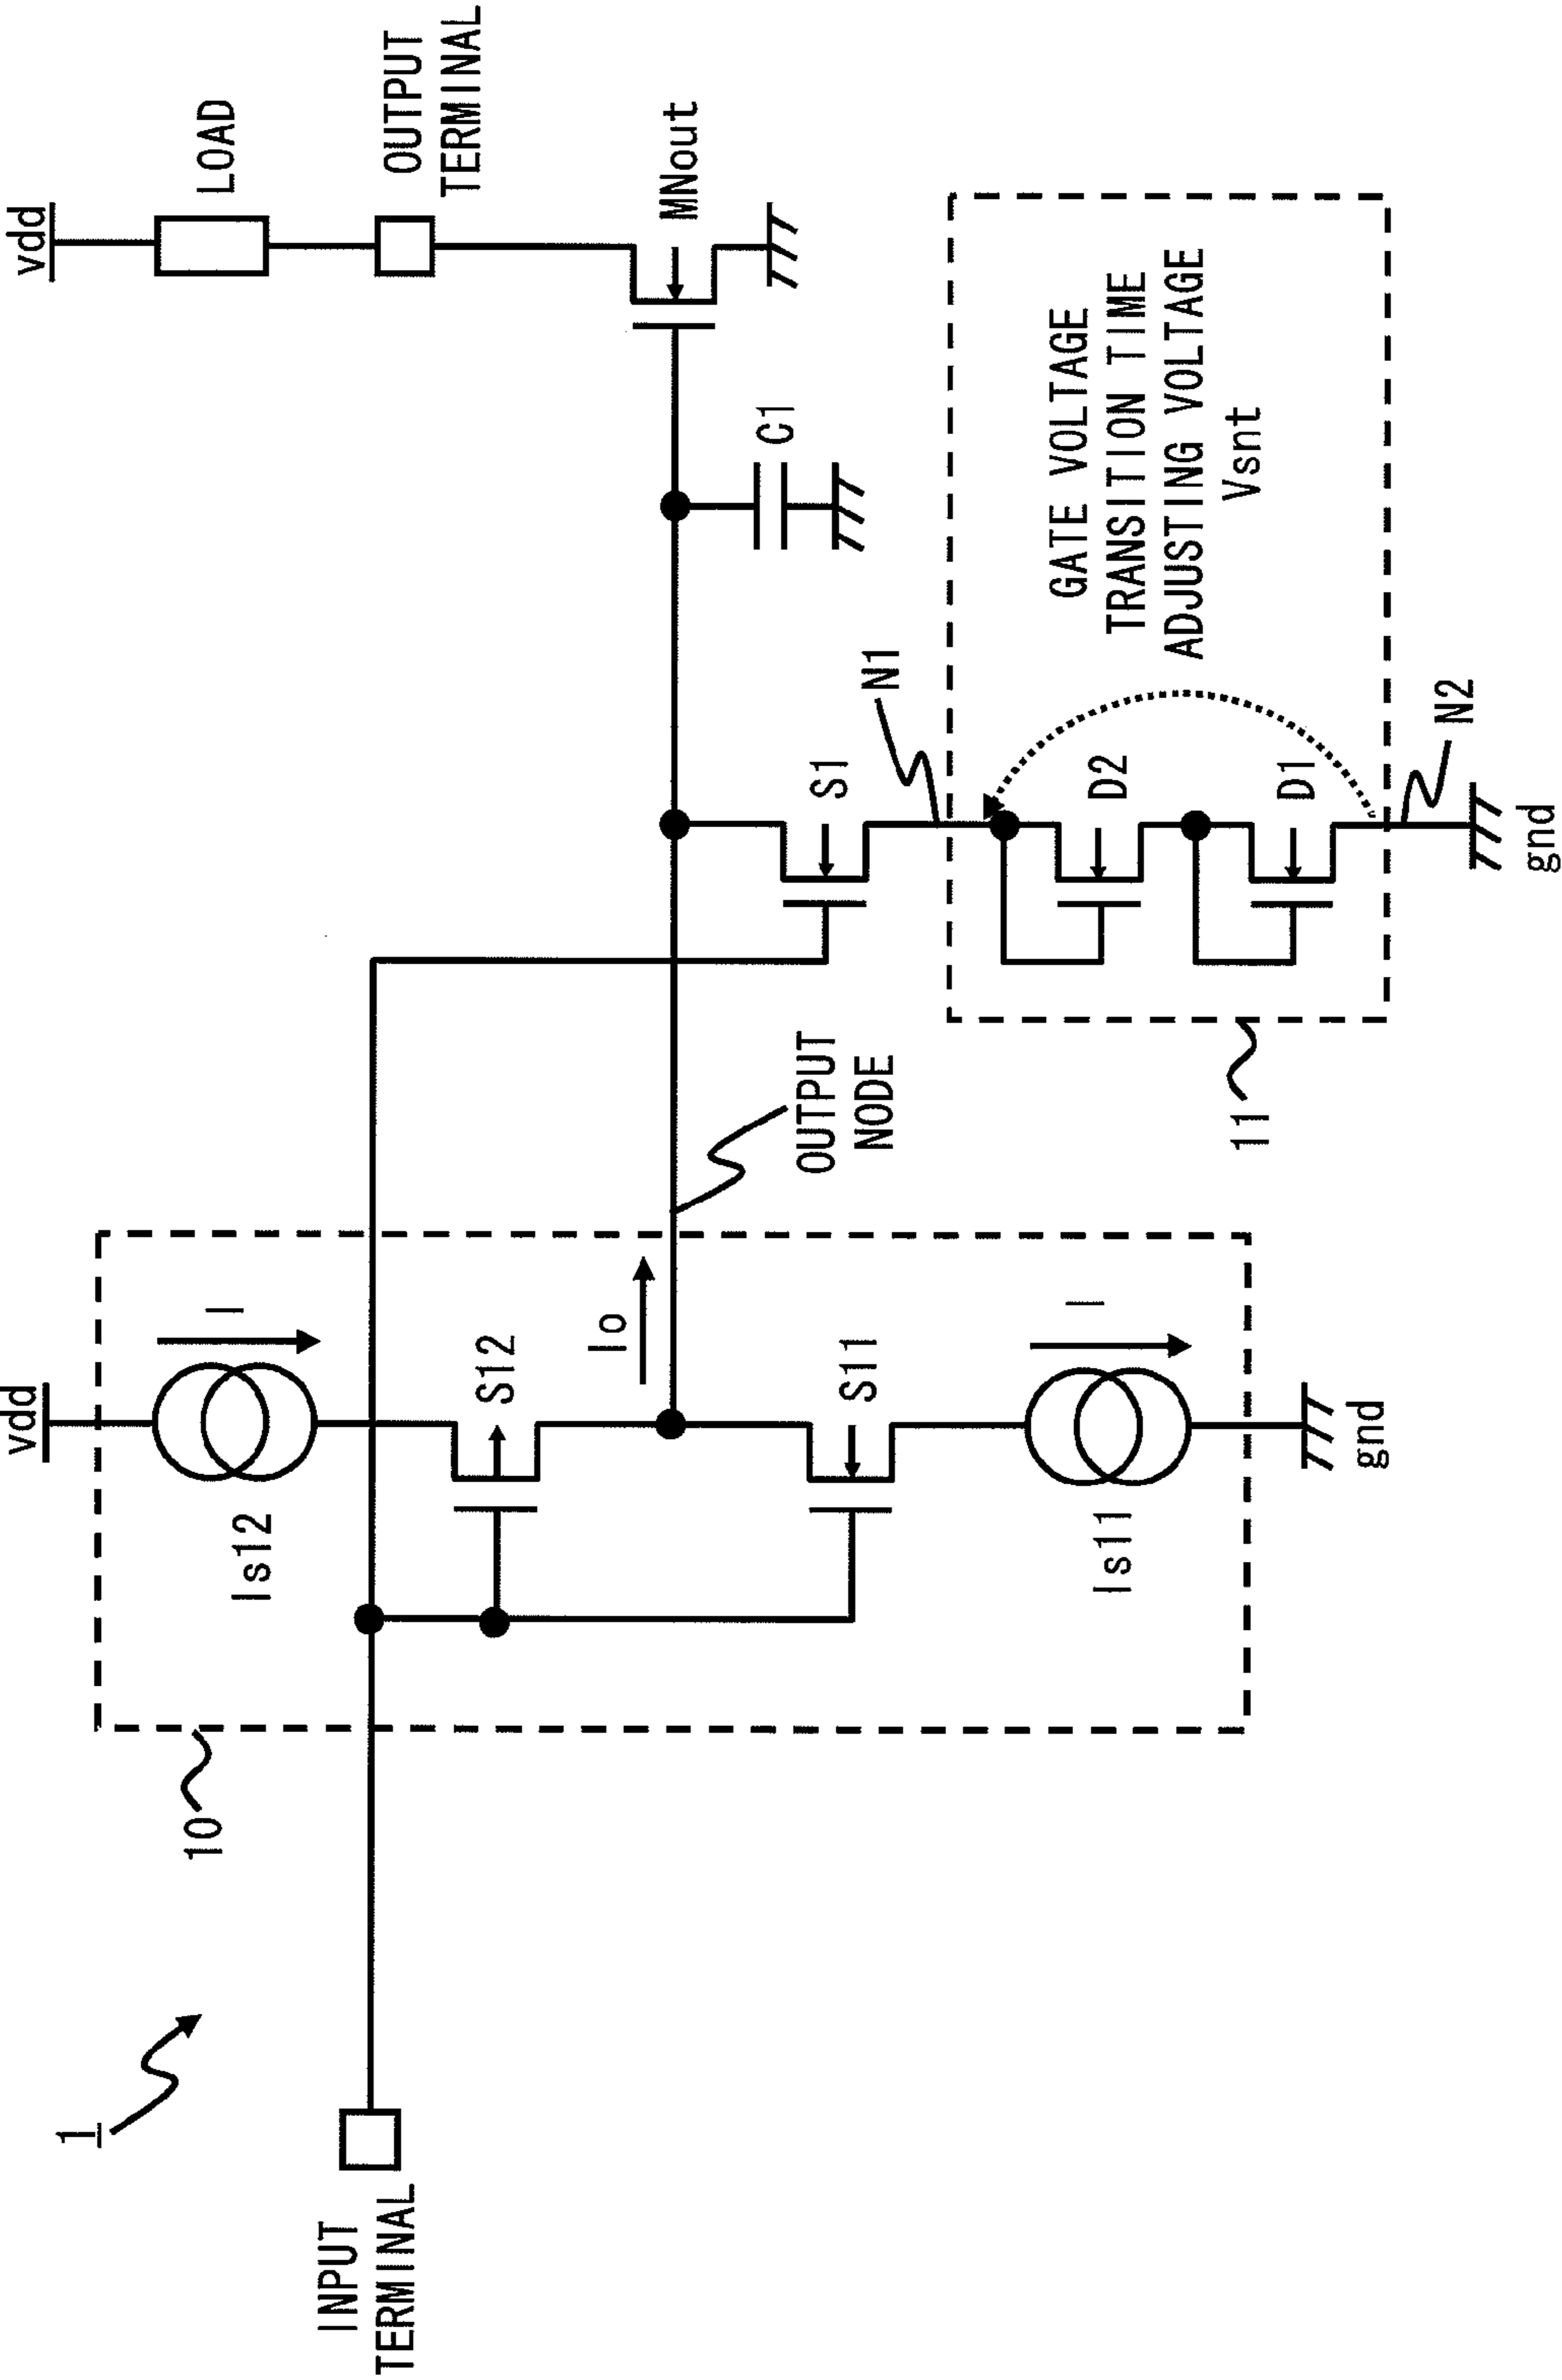 1
INPUT
TERMINAL
10
vdd
Is12
I
S12
Io
S11
Is11
I
gnd
OUTPUT
NODE
S1
N1
11
D2
D1
GATE VOLTAGE
TRANSITION TIME
ADJUSTING VOLTAGE
Vsnt
N2
gnd
C1
vdd
LOAD
OUTPUT
TERMINAL
MNout